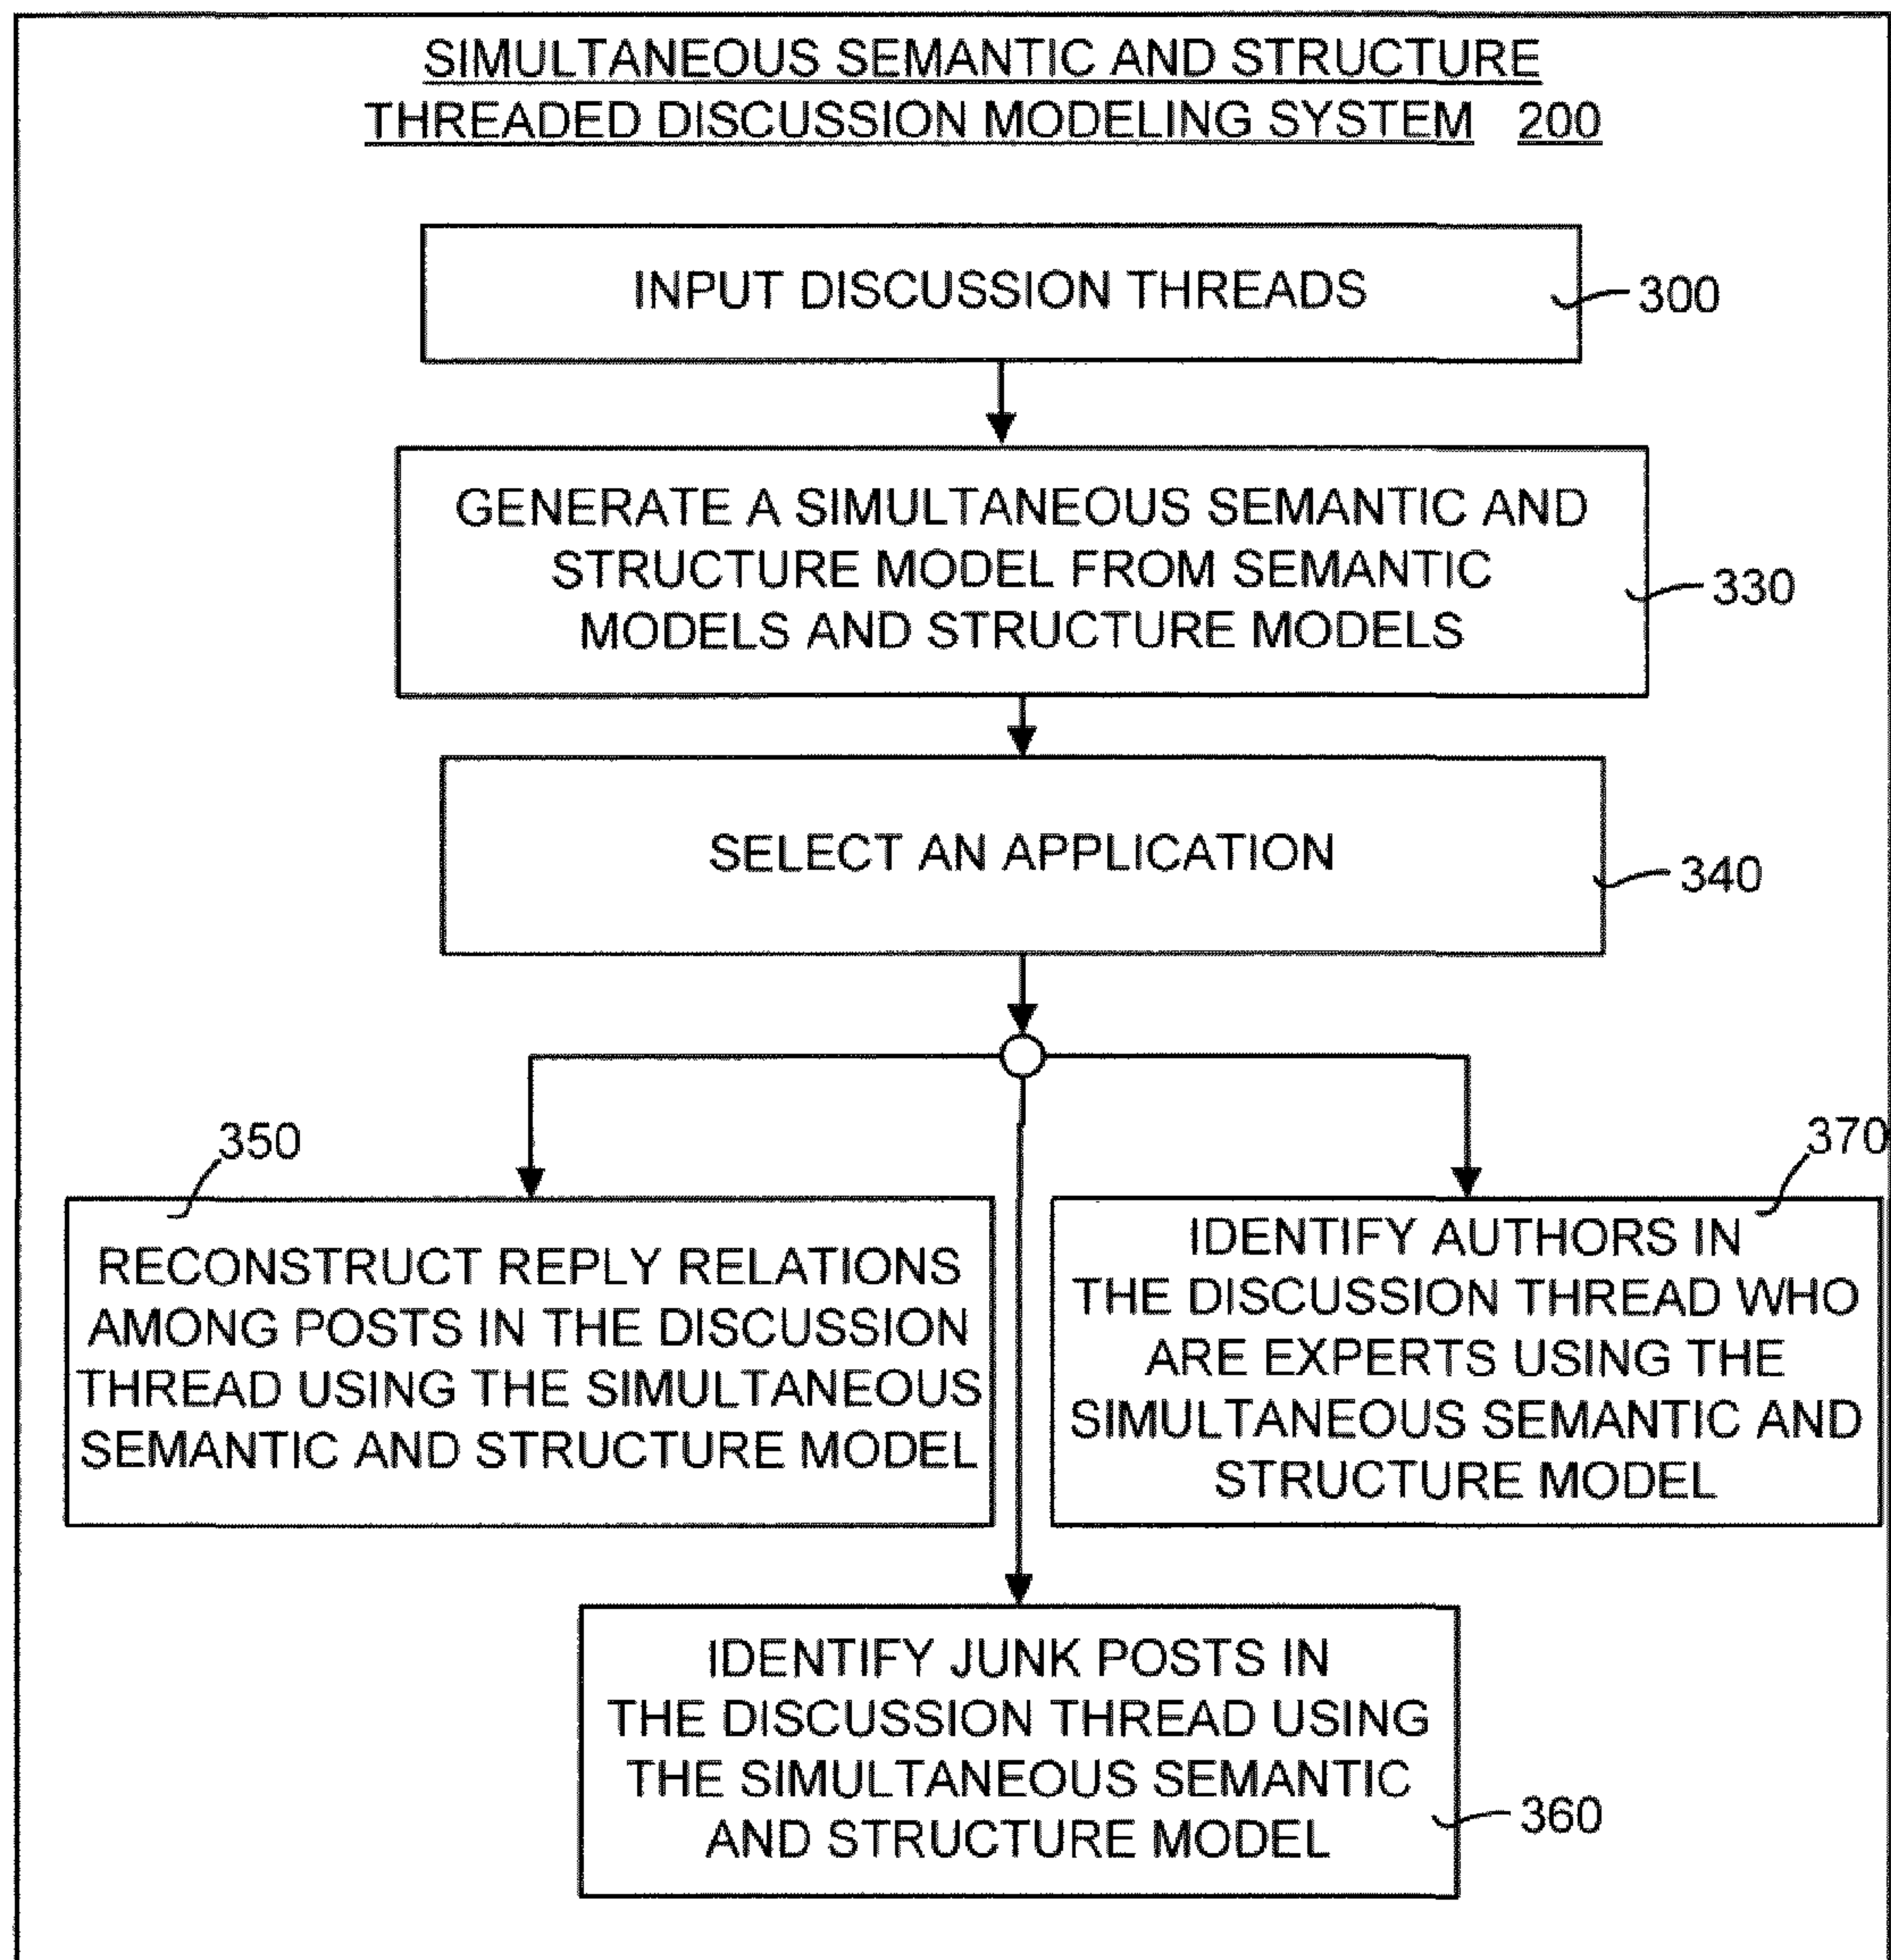 SIMULTANEOUS SEMANTIC AND STRUCTURE
THREADED DISCUSSION MODELING SYSTEM 200
INPUT DISCUSSION THREADS
300
GENERATE A SIMULTANEOUS SEMANTIC AND
STRUCTURE MODEL FROM SEMANTIC
MODELS AND STRUCTURE MODELS
330
SELECT AN APPLICATION
340
350
RECONSTRUCT REPLY RELATIONS
AMONG POSTS IN THE DISCUSSION
THREAD USING THE SIMULTANEOUS
SEMANTIC AND STRUCTURE MODEL
370
IDENTIFY AUTHORS IN
THE DISCUSSION THREAD WHO
ARE EXPERTS USING THE
SIMULTANEOUS SEMANTIC AND
STRUCTURE MODEL
IDENTIFY JUNK POSTS IN
THE DISCUSSION THREAD USING
THE SIMULTANEOUS SEMANTIC
AND STRUCTURE MODEL
360